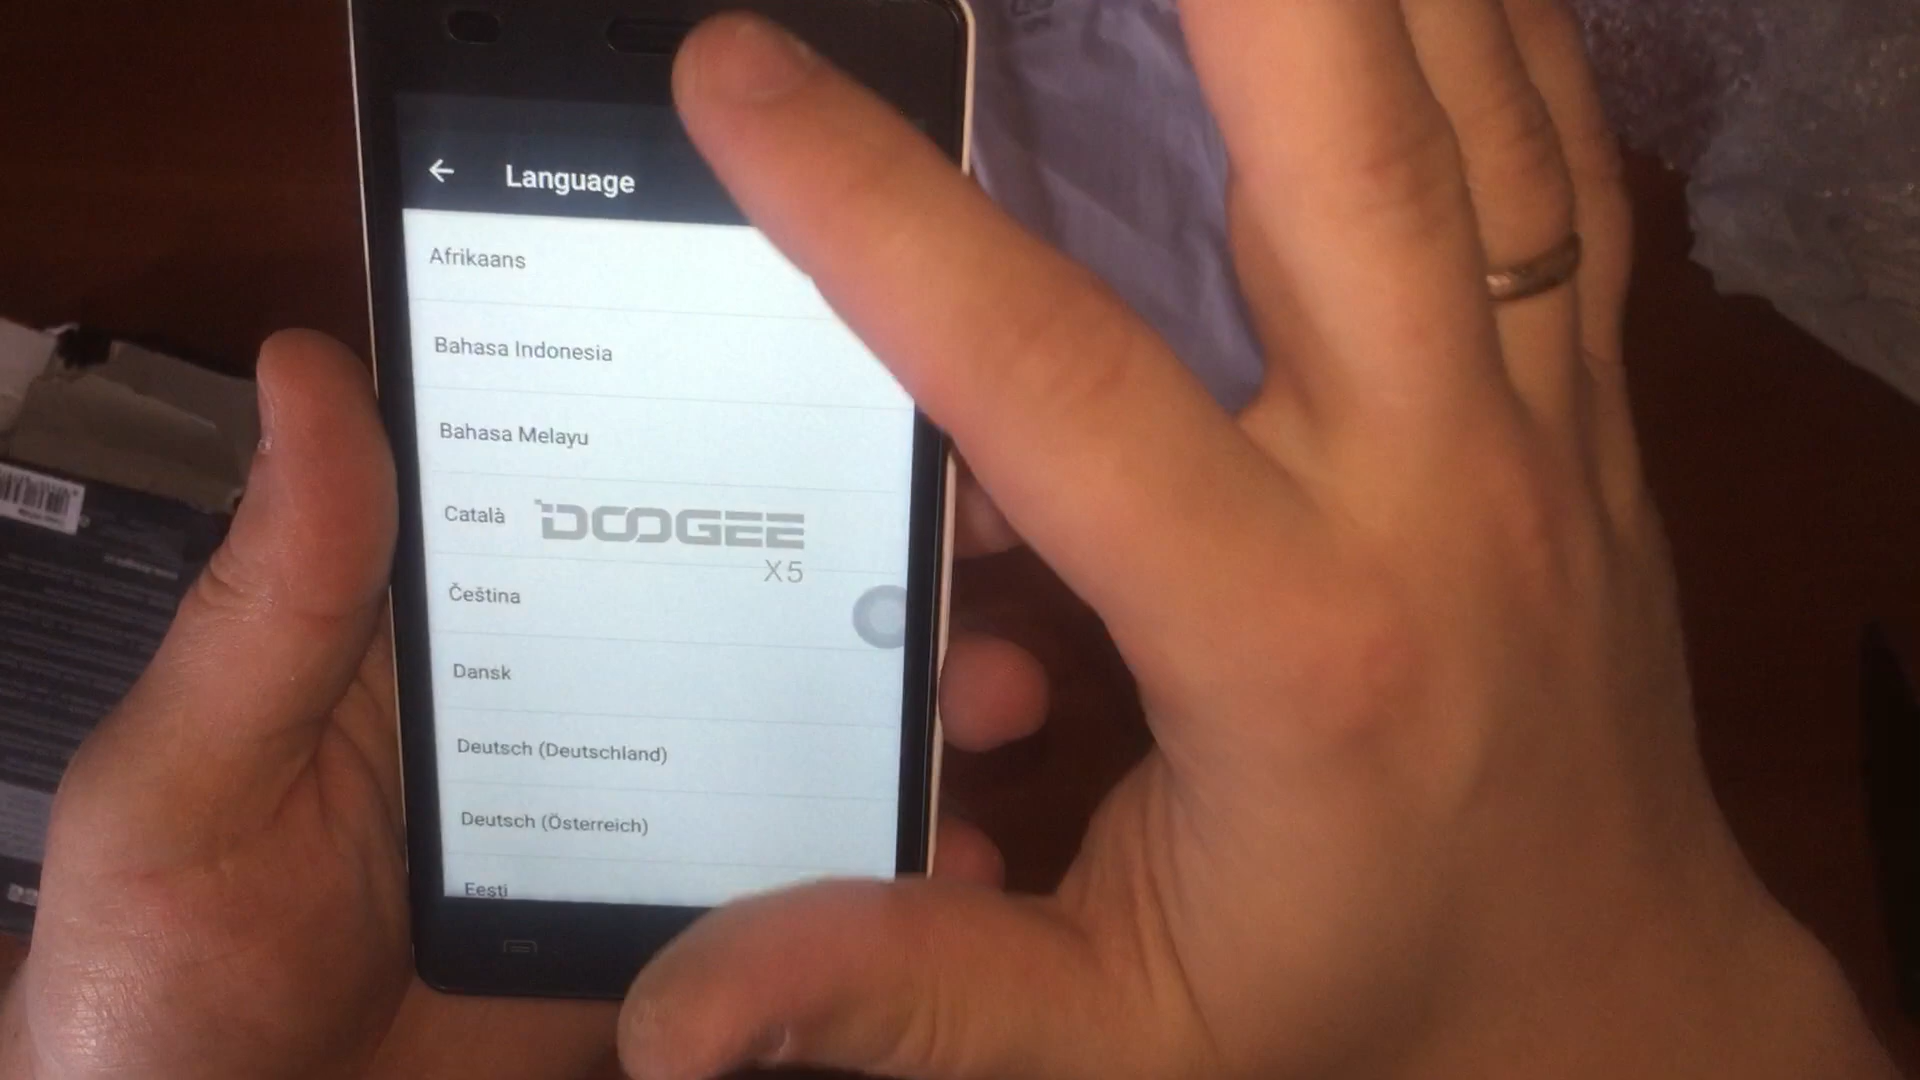 Language
Afrikaans
Bahasa Indonesia
Bahasa Melayu
Català
DOOGEE
X5
Čeština
Dansk
Deutsch (Deutschland)
Deutsch (Österreich)
Eesti